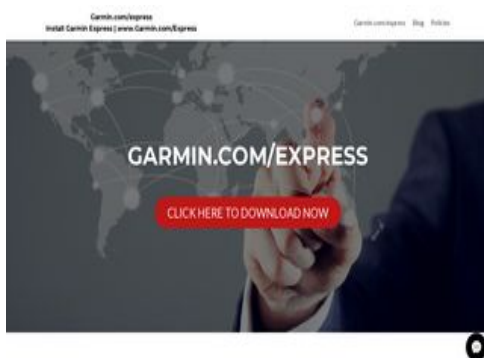 Garmin.com/express
Install Garmin Express | www.Garmin.com/Express
Garmin.com/express Blog Policies
GARMIN.COM/EXPRESS
CLICK HERE TO DOWNLOAD NOW